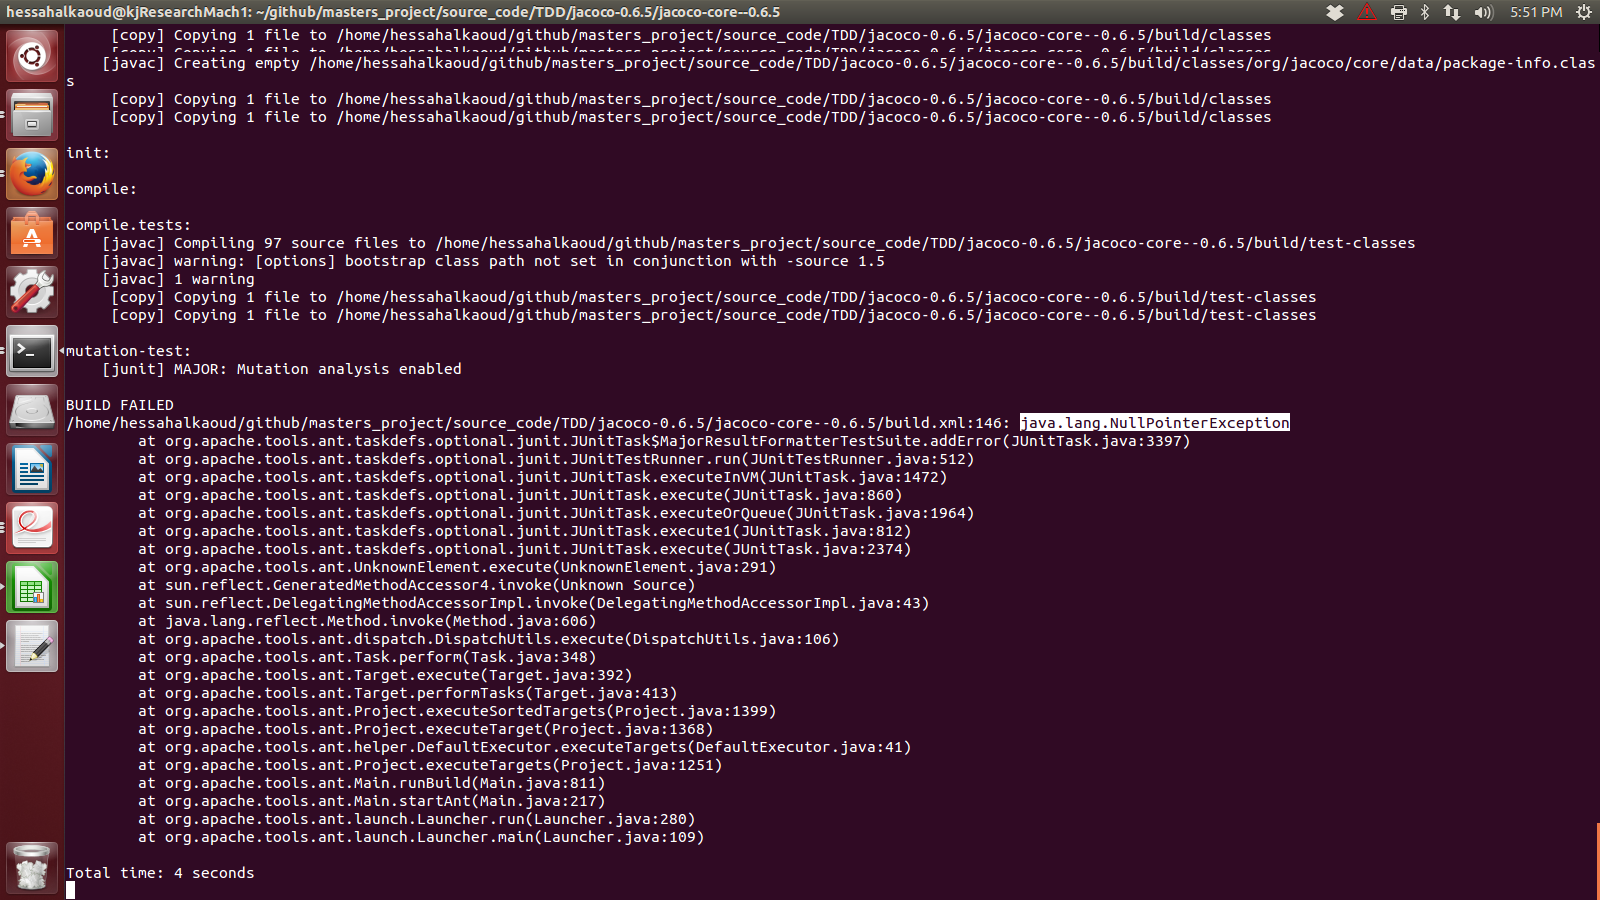 hessahalkaoud@kjResearchMach1: ~/github/masters_project/source_code/TDD/jacoco-0.6.5/jacoco-core--0.6.5
5:51 PM
[copy] Copying 1 file to /home/hessahalkaoud/github/masters_project/source_code/TDD/jacoco-0.6.5/jacoco-core--0.6.5/build/classes
[javac] Creating empty /home/hessahalkaoud/github/masters_project/source_code/TDD/jacoco-0.6.5/jacoco-core--0.6.5/build/classes/org/jacoco/core/data/package-info.clas
s
[copy] Copying 1 file to /home/hessahalkaoud/github/masters_project/source_code/TDD/jacoco-0.6.5/jacoco-core--0.6.5/build/classes
[copy] Copying 1 file to /home/hessahalkaoud/github/masters_project/source_code/TDD/jacoco-0.6.5/jacoco-core--0.6.5/build/classes
init:
compile:
compile.tests:
[javac] Compiling 97 source files to /home/hessahalkaoud/github/masters_project/source_code/TDD/jacoco-0.6.5/jacoco-core--0.6.5/build/test-classes
[javac] warning: [options] bootstrap class path not set in conjunction with -source 1.5
[javac] 1 warning
[copy] Copying 1 file to /home/hessahalkaoud/github/masters_project/source_code/TDD/jacoco-0.6.5/jacoco-core--0.6.5/build/test-classes
[copy] Copying 1 file to /home/hessahalkaoud/github/masters_project/source_code/TDD/jacoco-0.6.5/jacoco-core--0.6.5/build/test-classes
mutation-test:
[junit] MAJOR: Mutation analysis enabled
BUILD FAILED
/home/hessahalkaoud/github/masters_project/source_code/TDD/jacoco-0.6.5/jacoco-core--0.6.5/build.xml:146: java.lang.NullPointerException
at org.apache.tools.ant.taskdefs.optional.junit.JUnitTask$MajorResultFormatterTestSuite.addError(JUnitTask.java:3397)
at org.apache.tools.ant.taskdefs.optional.junit.JUnitTestRunner.run(JUnitTestRunner.java:512)
at org.apache.tools.ant.taskdefs.optional.junit.JUnitTask.executeInVM(JUnitTask.java:1472)
at org.apache.tools.ant.taskdefs.optional.junit.JUnitTask.execute(JUnitTask.java:860)
at org.apache.tools.ant.taskdefs.optional.junit.JUnitTask.executeOrQueue(JUnitTask.java:1964)
at org.apache.tools.ant.taskdefs.optional.junit.JUnitTask.execute1(JUnitTask.java:812)
at org.apache.tools.ant.taskdefs.optional.junit.JUnitTask.execute(JUnitTask.java:2374)
at org.apache.tools.ant.UnknownElement.execute(UnknownElement.java:291)
at sun.reflect.GeneratedMethodAccessor4.invoke(Unknown Source)
at sun.reflect.DelegatingMethodAccessorImpl.invoke(DelegatingMethodAccessorImpl.java:43)
at java.lang.reflect.Method.invoke(Method.java:606)
at org.apache.tools.ant.dispatch.DispatchUtils.execute(DispatchUtils.java:106)
at org.apache.tools.ant.Task.perform(Task.java:348)
at org.apache.tools.ant.Target.execute(Target.java:392)
at org.apache.tools.ant.Target.performTasks(Target.java:413)
at org.apache.tools.ant.Project.executeSortedTargets(Project.java:1399)
at org.apache.tools.ant.Project.executeTarget(Project.java:1368)
at org.apache.tools.ant.helper.DefaultExecutor.executeTargets(DefaultExecutor.java:41)
at org.apache.tools.ant.Project.executeTargets(Project.java:1251)
at org.apache.tools.ant.Main.runBuild(Main.java:811)
at org.apache.tools.ant.Main.startAnt(Main.java:217)
at org.apache.tools.ant.launch.Launcher.run(Launcher.java:280)
at org.apache.tools.ant.launch.Launcher.main(Launcher.java:109)
Total time: 4 seconds